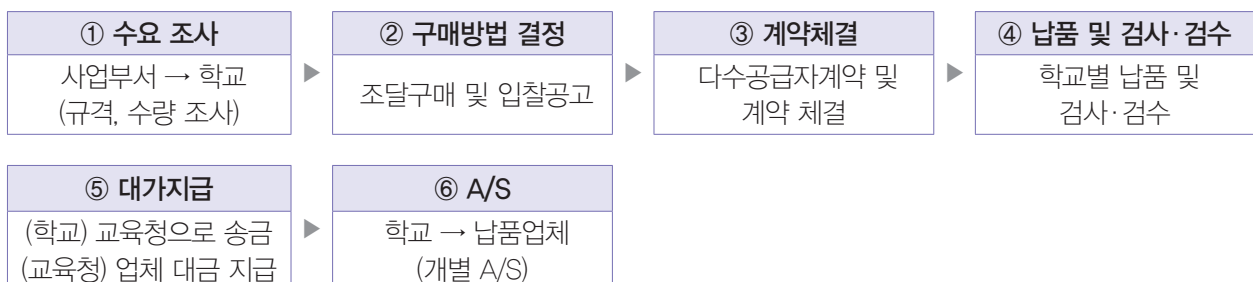 ① 수요 조사
사업부서 → 학교
(규격, 수량 조사)
② 구매방법 결정
조달구매 및 입찰공고
③ 계약체결
다수공급자계약 및
계약 체결
④ 납품 및 검사·검수
학교별 납품 및
검사·검수
⑤ 대가지급
(학교) 교육청으로 송금
(교육청) 업체 대금 지급
⑥ A/S
학교 → 납품업체
(개별 A/S)